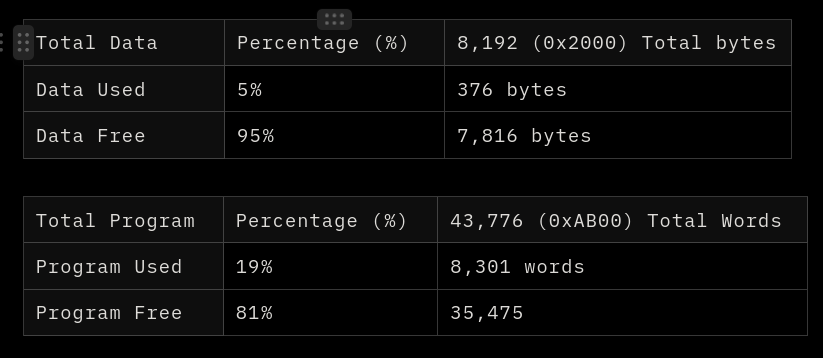 Total Data Percentage (%) 8,192 (0x2000) Total bytes
Data Used 5% 376 bytes
Data Free 95% 7,816 bytes
Total Program Percentage (%) 43,776 (0xAB00) Total Words
Program Used 19% 8,301 words
Program Free 81% 35,475